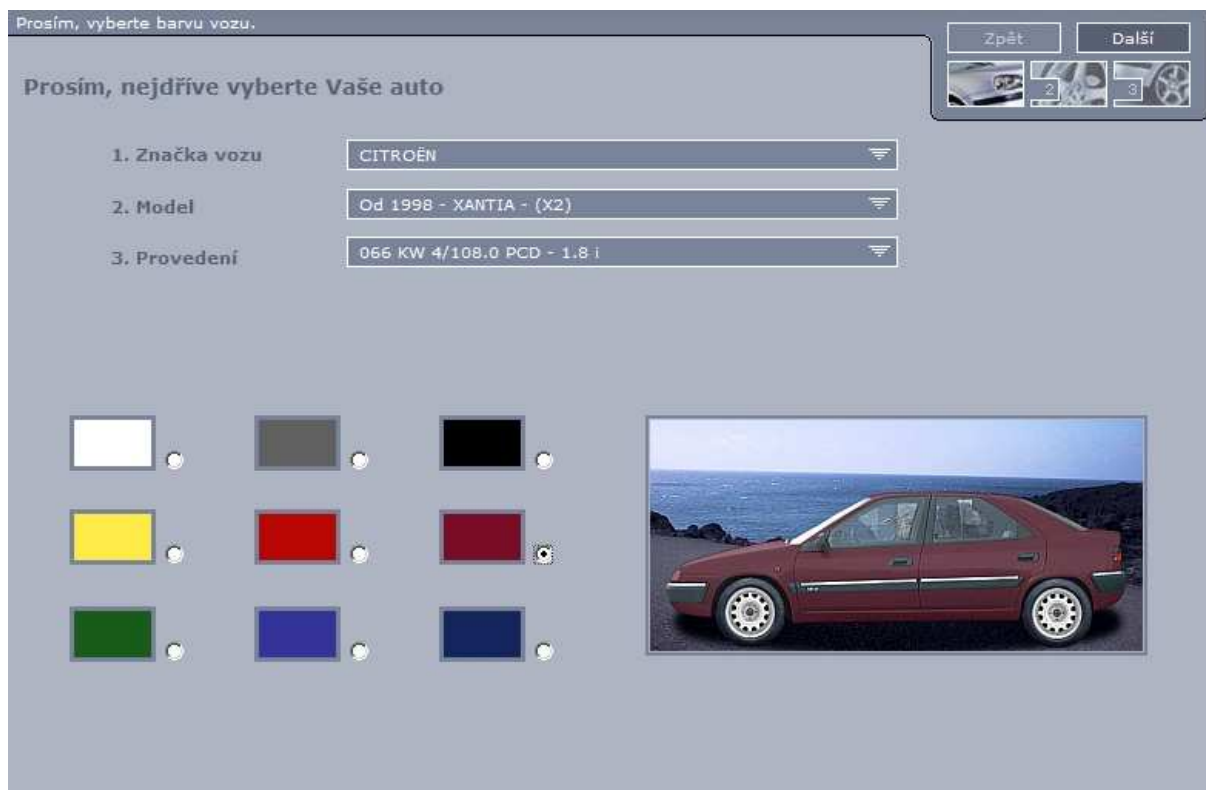 Prosím, vyberte barvu vozu.
Zpět
Další
2
3
Prosím, nejdříve vyberte Vaše auto
1. Značka vozu
CITROËN
2. Model
Od 1998 - XANTIA - (X2)
3. Provedení
066 KW 4/108.0 PCD - 1.8 i